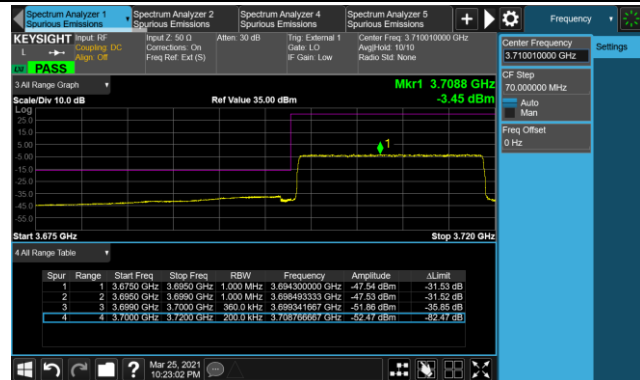 Spectrum Analyzer 1
Spurious Emissions
Spectrum Analyzer 2
Spurious Emissions
Spectrum Analyzer 4
Spurious Emissions
Spectrum Analyzer 5
Spurious Emissions
Frequency
KEYSIGHT
L
Input: RF
Coupling: DC
Align: Off
Input Z: 50 Ω
Corrections: On
Freq Ref: Ext (S)
Atten: 30 dB
Trig: External 1
Gate: LO
IF Gain: Low
Center Freq: 3.710010000 GHz
Avg|Hold: 10/10
Radio Std: None
PASS
Center Frequency
3.710010000 GHz
Settings
CF Step
70.000000 MHz
Auto
Man
Freq Offset
0 Hz
3 All Range Graph
Scale/Div 10.0 dB
Ref Value 35.00 dBm
Mkr1 3.7088 GHz
-3.45 dBm
Log
25.0
15.0
5.00
-5.00
-15.0
-25.0
-35.0
-45.0
-55.0
1
Start 3.675 GHz
Stop 3.720 GHz
4 All Range Table
Spur Range Start Freq Stop Freq RBW Frequency Amplitude ΔLimit
1 1 3.6750 GHz 3.6950 GHz 1.000 MHz 3.694300000 GHz -47.54 dBm -31.53 dB
2 2 3.6950 GHz 3.6990 GHz 1.000 MHz 3.698493333 GHz -47.53 dBm -31.52 dB
3 3 3.6990 GHz 3.7000 GHz 360.0 kHz 3.699341667 GHz -51.86 dBm -35.85 dB
4 4 3.7000 GHz 3.7200 GHz 200.0 kHz 3.708766667 GHz -52.47 dBm -82.47 dB
Mar 25, 2021
10:23:02 PM